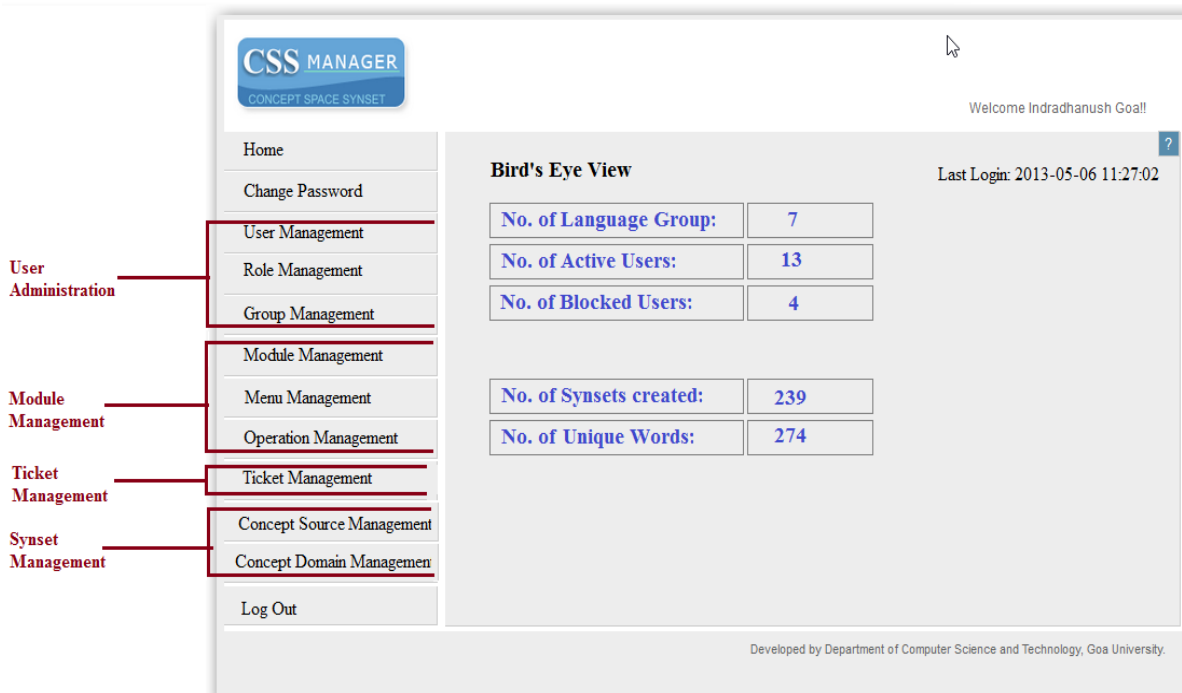 CSS MANAGER
CONCEPT SPACE SYNSET
Welcome Indradhanush Goa!!
Home
Change Password
User Management
Role Management
Group Management
Module Management
Menu Management
Operation Management
Ticket Management
Concept Source Management
Concept Domain Management
Log Out
User
Administration
Module
Management
Ticket
Management
Synset
Management
?
Bird's Eye View
Last Login: 2013-05-06 11:27:02
No. of Language Group: 7
No. of Active Users: 13
No. of Blocked Users: 4
No. of Synsets created: 239
No. of Unique Words: 274
Developed by Department of Computer Science and Technology, Goa University.